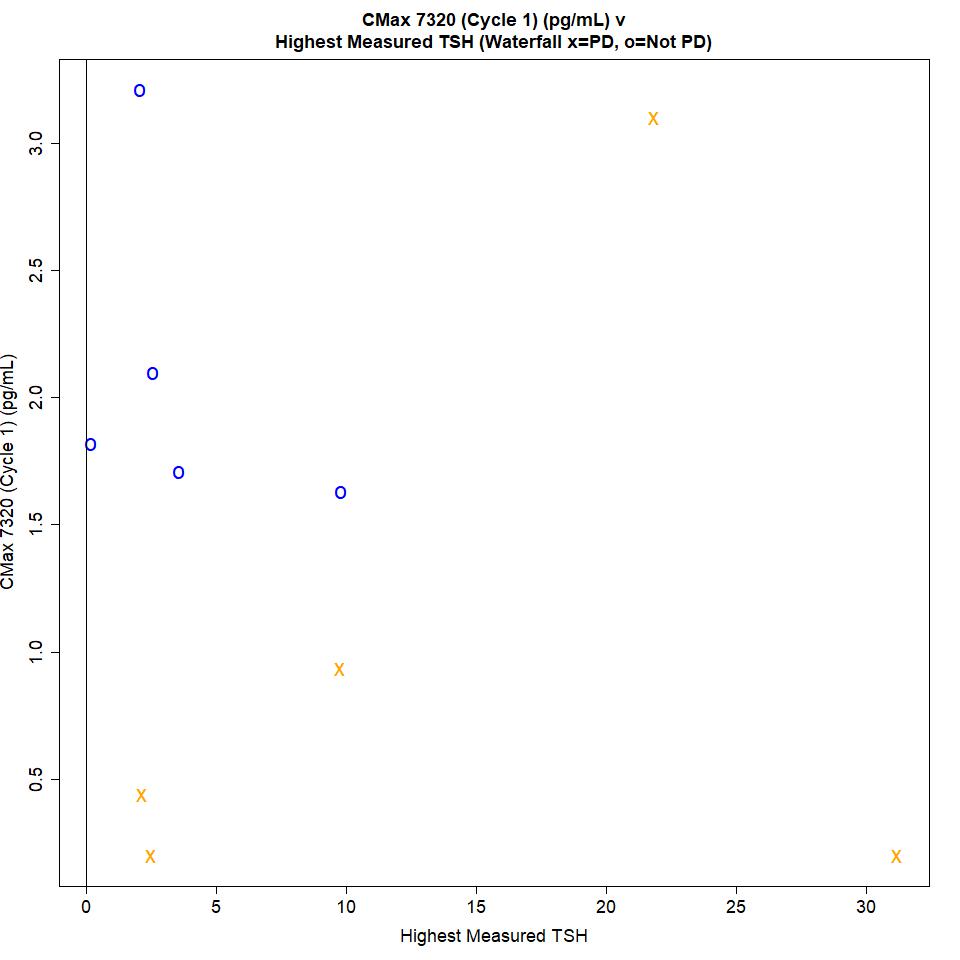 CMax 7320 (Cycle 1) (pg/mL) v
Highest Measured TSH (Waterfall x=PD, o=Not PD)
CMax 7320 (Cycle 1) (pg/mL)
3.0
2.5
2.0
1.5
1.0
0.5
O
X
O
O
O
O
X
X
X
X
0 5 10 15 20 25 30
Highest Measured TSH